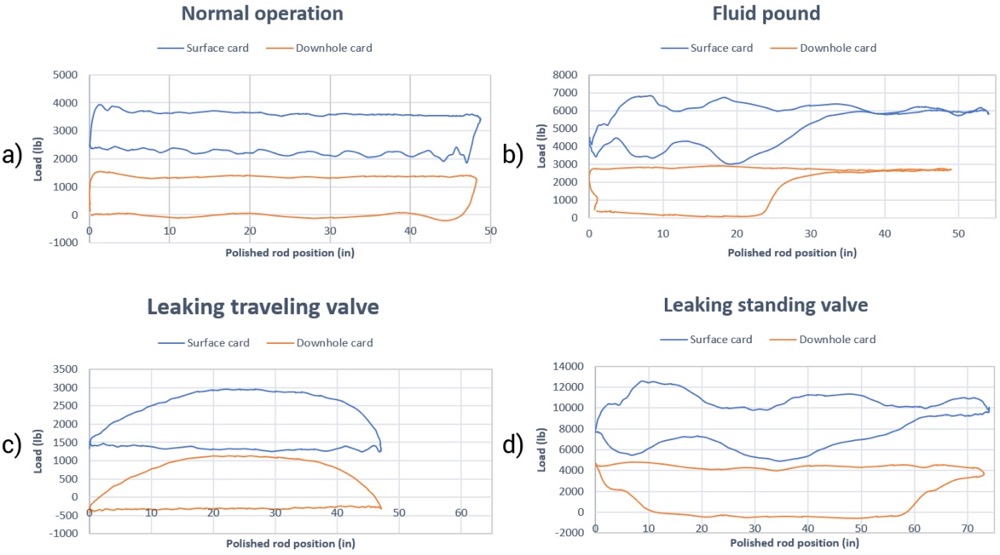 Normal operation
Surface card Downhole card
a)
Load (lb)
5000
4000
3000
2000
1000
0
-1000
0 10 20 30 40 50
Polished rod position (in)
Fluid pound
Surface card Downhole card
b)
Load (lb)
8000
7000
6000
5000
4000
3000
2000
1000
0
0 10 20 30 40 50
Polished rod position (in)
Leaking traveling valve
Surface card Downhole card
c)
Load (lb)
3500
3000
2500
2000
1500
1000
500
0
-500
-1000
0 10 20 30 40 50 60
Polished rod position (in)
Leaking standing valve
Surface card Downhole card
d)
Load (lb)
14000
12000
10000
8000
6000
4000
2000
0
-2000
0 10 20 30 40 50 60 70
Polished rod position (in)